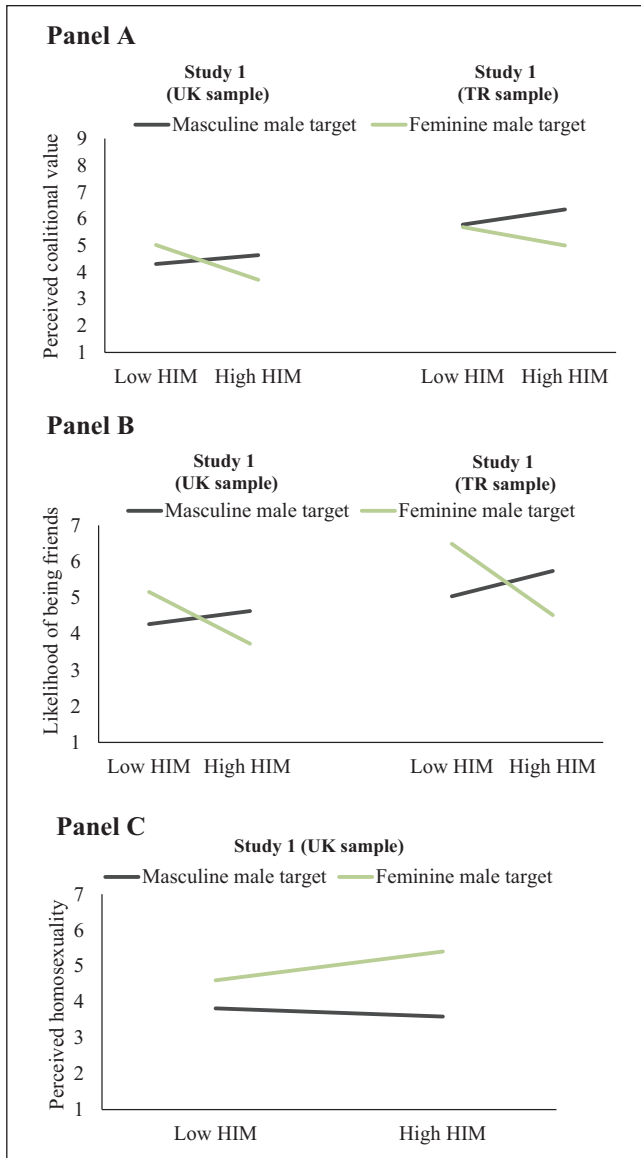 Panel A
Study 1
(UK sample)
Study 1
(TR sample)
Masculine male target
Feminine male target
Perceived coalitional value
9
8
7
6
5
4
3
2
1
Low HIM
High HIM
Low HIM
High HIM
Panel B
Study 1
(UK sample)
Study 1
(TR sample)
Masculine male target
Feminine male target
Likelihood of being friends
7
6
5
4
3
2
1
Low HIM
High HIM
Low HIM
High HIM
Panel C
Study 1 (UK sample)
Masculine male target
Feminine male target
Perceived homosexuality
7
6
5
4
3
2
1
Low HIM
High HIM